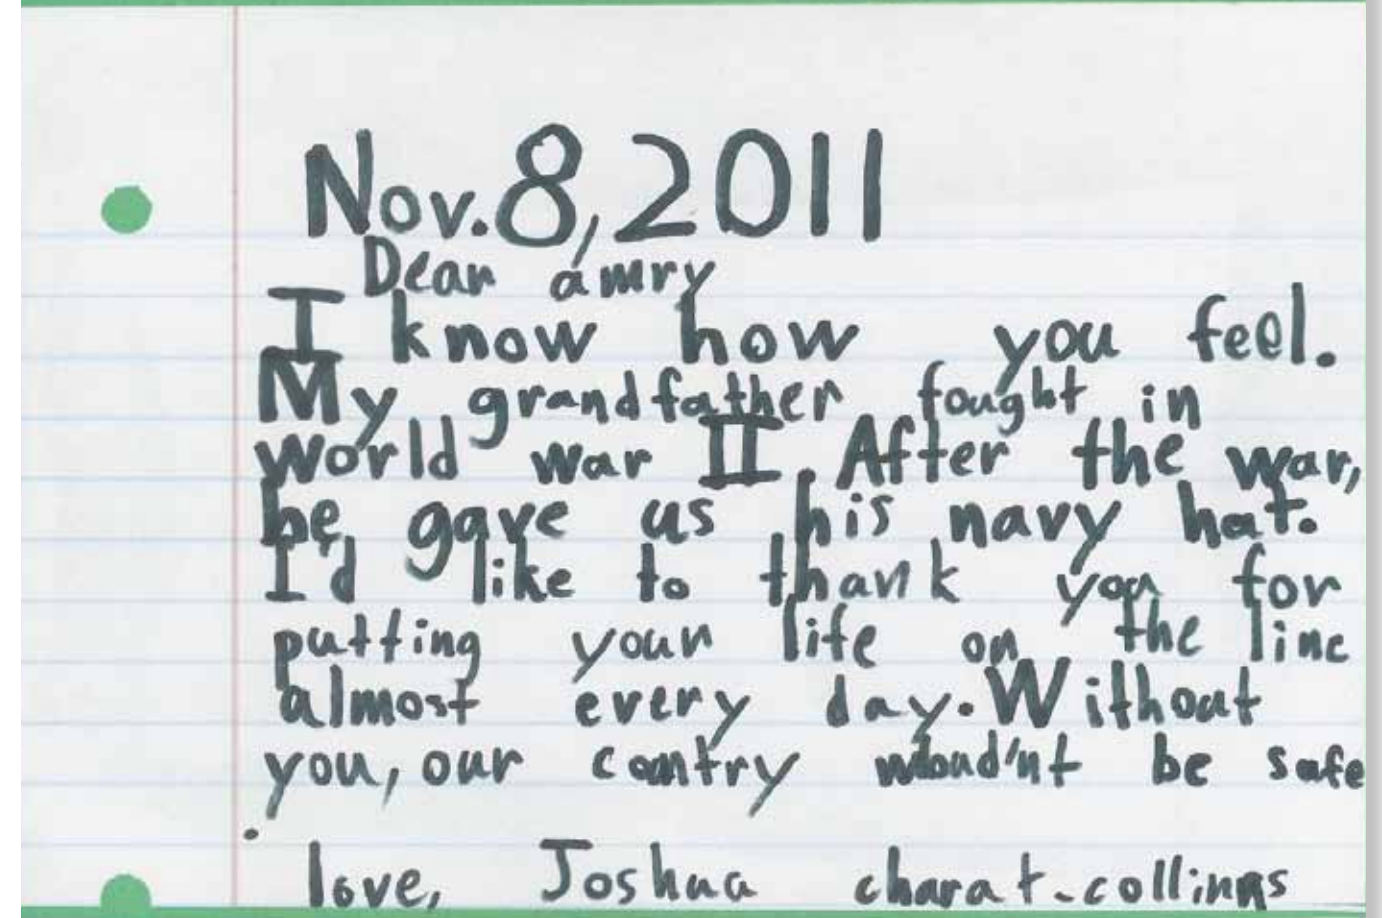 Nov. 8, 2011
Dear amry
I know how you feel.
My grandfather fought in
world war II. After the war,
he gave us his navy hat.
I'd like to thank you for
putting your life on the line
almost every day. Without
you, our contry woud'nt be safe
.
love, Joshua charat-collinns